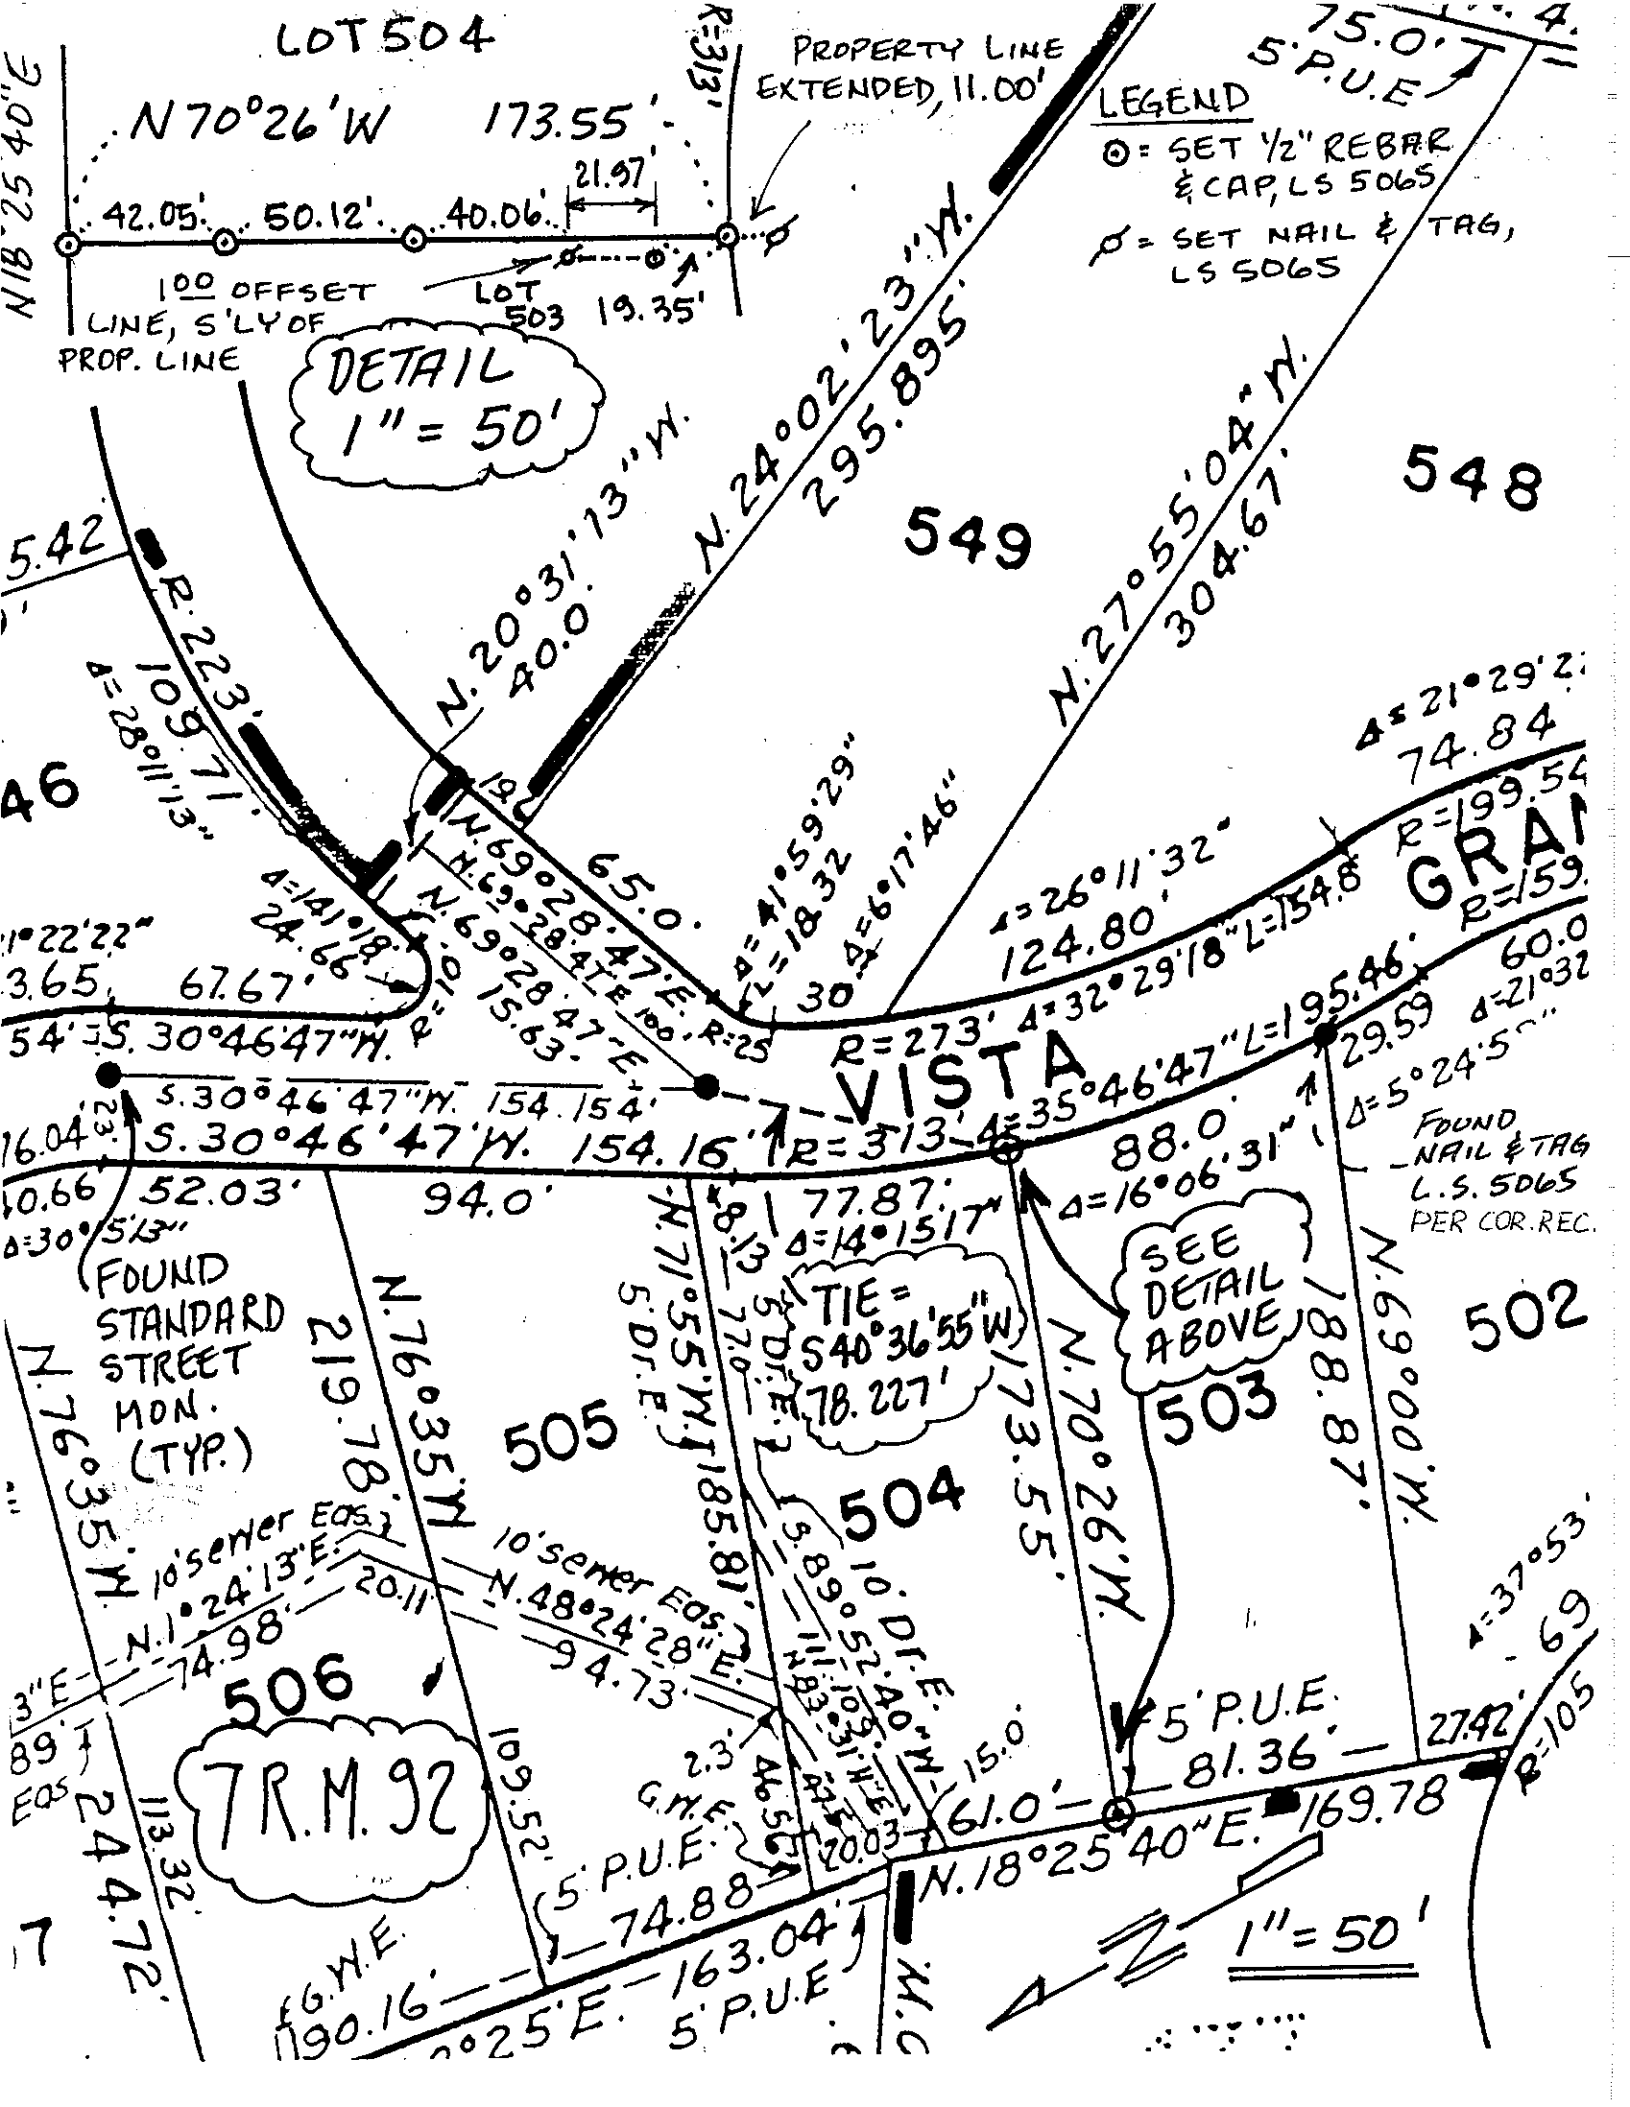 LOT 504
N 70°26'W 173.55'
N18 25 40"E
R=313'
42.05' 50.12' 40.06' 21.97'
PROPERTY LINE
EXTENDED, 11.00'
1 00 OFFSET
LINE, S'LY OF
PROP. LINE
LOT
503
19.35'
DETAIL
1" = 50'
LEGEND
⊙ = SET 1/2" REBAR
& CAP, LS 5065
ø = SET NAIL & TAG,
LS 5065
75.0'
5' P.U.E
N. 24°02'23"W.
295.895'
N. 20°31'13"W.
40.0'
549
548
N. 27°55'04"W.
304.67'
5.42
R. 223'
109.71'
Δ=28°11'13"
46
65.0'
N.69°28'47"E.
N.69°28'47"E 100.
N.69°28'47"E
15.63'
Δ=41°59'29"
L=18.32
R=25
30
Δ=6°17'46"
Δ=26°11'32"
124.80'
Δ=32°29'18" L=154.8
R=273'
Δ=21°29'2
74.84
R=199.54
GRAN
R=159.
VISTA
Δ=141°18'
24.66
R=10'
1°22'22"
3.65
67.67'
54' S. 30°46'47"W.
S.30°46'47"W. 154.154'
23'
S. 30°46'47"W. 154.16'
R=313' Δ=35°46'47" L=195.46'
60.0
Δ=21°32
29.59
Δ=5°24'5
88.0'
Δ=16°06'31"
FOUND
NAIL & TAG
L.S. 5065
PER COR. REC.
16.04'
10.66'
52.03'
94.0'
8.13
77.87'
Δ=14°15'17"
FOUND
STANDARD
STREET
MON.
(TYP.)
TIE =
S40°36'55"W
78.227'
SEE
DETAIL
ABOVE
N.76°35'W.
244.72'
113.32'
N.76°35'W
219.78'
109.52'
N.71°55'W. 185.81'
5' Dr. E.
77.0
5' Dr. E.
N.70°26'W.
173.55'
N.69°00'W.
188.87'
505
504
503
502
506
10' sewer Eas.
N.1°24'13"E.
74.98'
20.11
10' sewer Eas.
N.48°24'28"E.
94.73'
S.89°52'40"W
10' Dr. E.
111.109'
N.83°31'
3"E
89'
Eas
7 R.M. 92
2.3'
G.W.E.
46.56
20.03
15.0'
61.0'
5' P.U.E.
81.36'
27.42'
Δ=37°53'
69
R=105
N.18°25'40"E. 169.78
5' P.U.E.
74.88
163.04'
5' P.U.E
G.W.E.
190.16'
°25'E.
N
1" = 50'
7